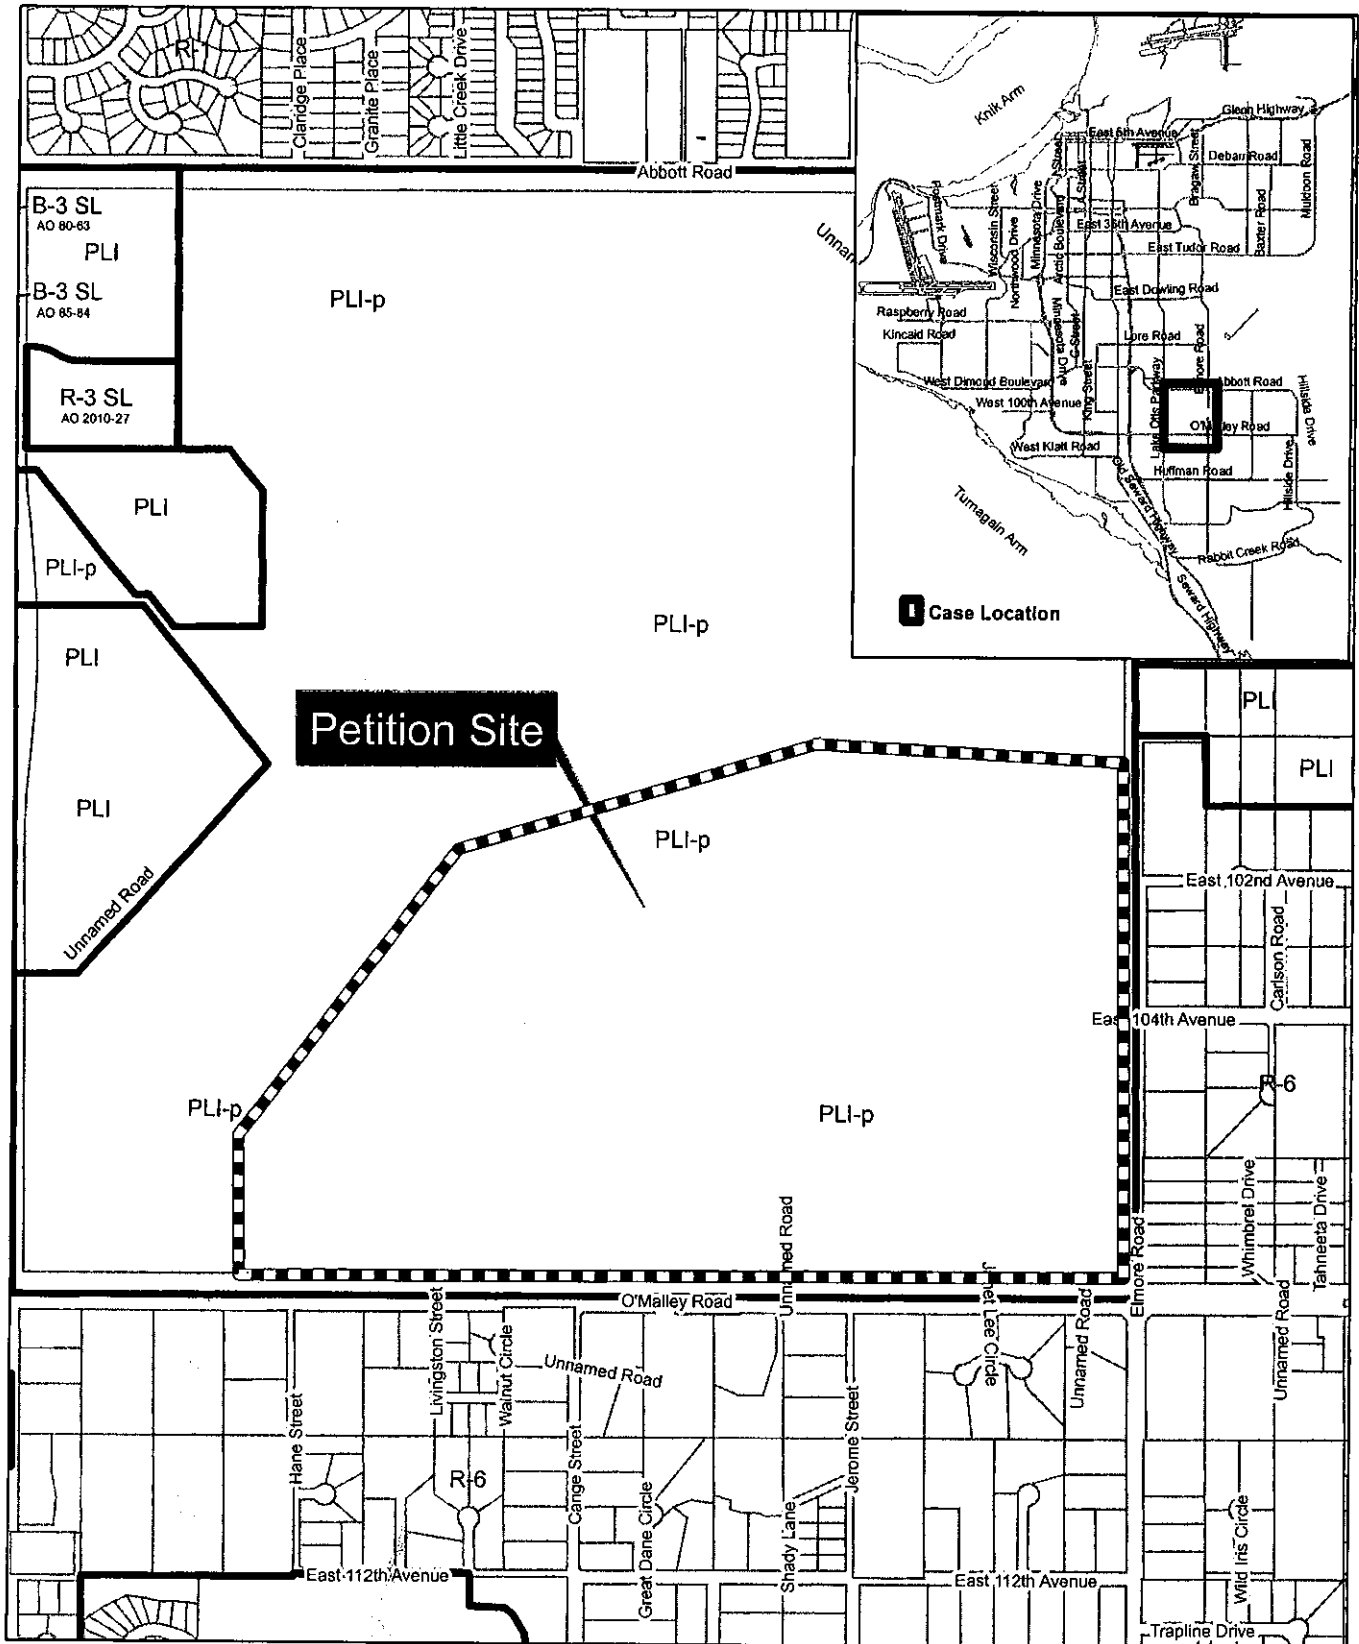 Claridge Place
Granite Place
Little Creek Drive
Abbott Road
B-3 SL
AO 80-63
PLI
B-3 SL
AO 85-84
PLI-p
R-3 SL
AO 2010-27
PLI
PLI-p
PLI
PLI-p
Petition Site
PLI
PLI-p
Unnamed Road
PLI-p
PLI-p
Knik Arm
Glenn Highway
East 5th Avenue
Debarr Road
Bragaw Street
Muldoon Road
Baxter Road
A Street
Postmark Drive
Wisconsin Street
Northwood Drive
Minnesota Drive
Arctic Boulevard
East 36th Avenue
East Tudor Road
East Dowling Road
Raspberry Road
Kincaid Road
Minnesota Drive
C Street
Lore Road
West Dimond Boulevard
West 100th Avenue
King Street
Lake Otis Parkway
Abbott Road
O'Malley Road
Hillside Drive
West Klatt Road
Huffman Road
Hillside Drive
Old Seward Highway
Turnagain Arm
Rabbit Creek Road
Seward Highway
Case Location
PLI
PLI
East 102nd Avenue
Carlson Road
East 104th Avenue
R-6
Whimbrel Drive
Tahneeta Drive
Elmore Road
Unnamed Road
O'Malley Road
Livingston Street
Walnut Circle
Unnamed Road
Janet Lee Circle
Unnamed Road
Unnamed Road
Hane Street
R-6
Cange Street
Great Dane Circle
Shady Lane
Jerome Street
East 112th Avenue
East 112th Avenue
Wild Iris Circle
Trapline Drive